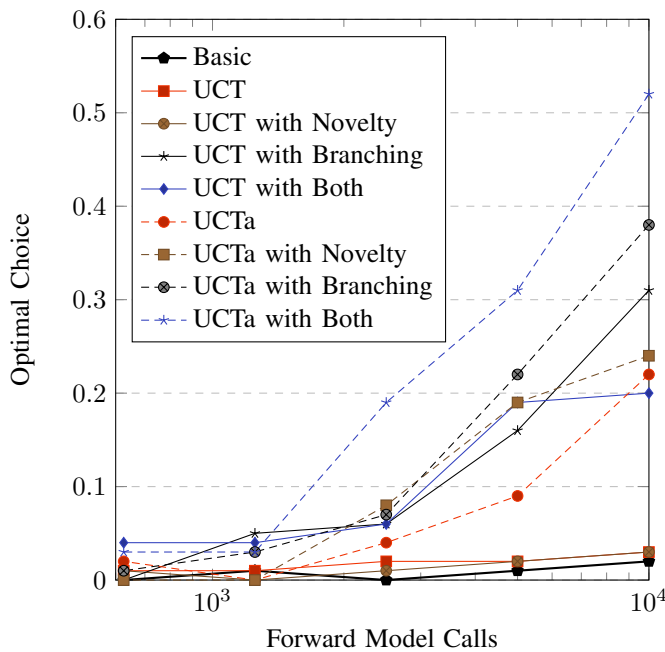 0.6
0.5
0.4
0.3
0.2
0.1
0
Optimal Choice
Basic
UCT
UCT with Novelty
UCT with Branching
UCT with Both
UCTa
UCTa with Novelty
UCTa with Branching
UCTa with Both
10³
10⁴
Forward Model Calls